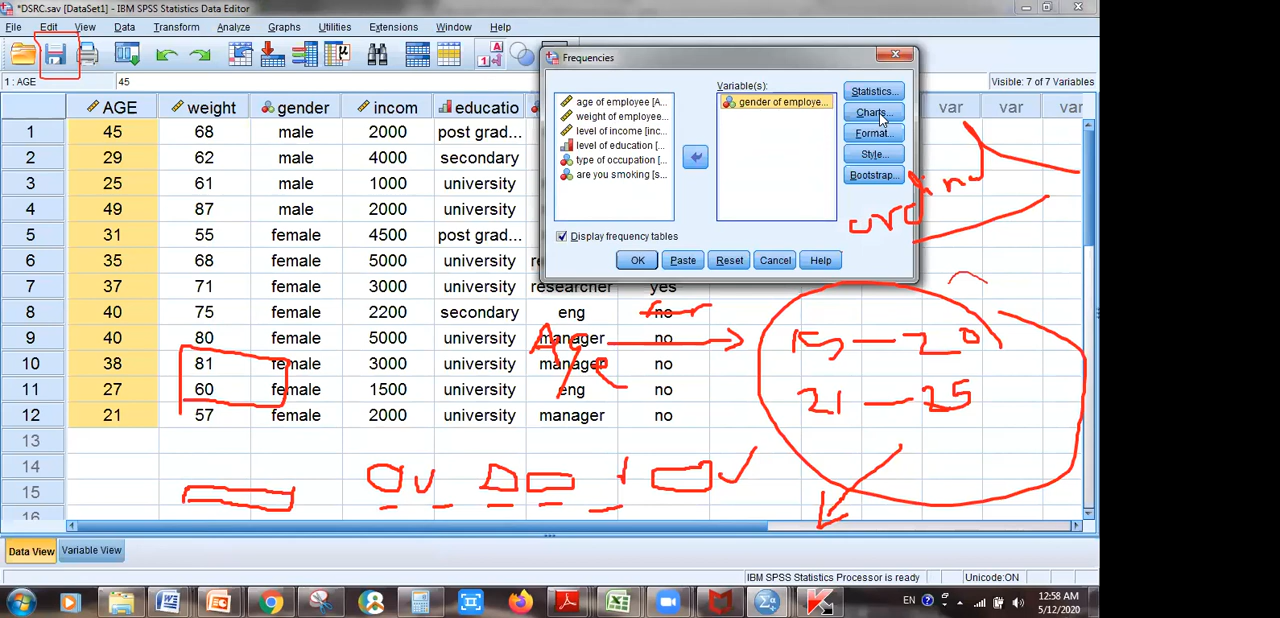 *DSRC.sav [DataSet1] - IBM SPSS Statistics Data Editor
File Edit View Data Transform Analyze Graphs Utilities Extensions Window Help
1 : AGE 45 Visible: 7 of 7 Variables
AGE weight gender incom educatio var var var
1 45 68 male 2000 post grad...
2 29 62 male 4000 secondary
3 25 61 male 1000 university
4 49 87 male 2000 university
5 31 55 female 4500 post grad...
6 35 68 female 5000 university
7 37 71 female 3000 university researcher yes
8 40 75 female 2200 secondary eng no
9 40 80 female 5000 university manager no
10 38 81 female 3000 university manager no
11 27 60 female 1500 university eng no
12 21 57 female 2000 university manager no
13
14
15
16
Frequencies
Variable(s):
age of employee [A...
weight of employee...
level of income [inc...
level of education [...
type of occupation [...
are you smoking [s...
gender of employe...
Statistics...
Charts...
Format...
Style...
Bootstrap...
Display frequency tables
OK Paste Reset Cancel Help
Age
15 — 20
21 — 25
Data View Variable View
IBM SPSS Statistics Processor is ready Unicode:ON
EN 12:58 AM
5/12/2020